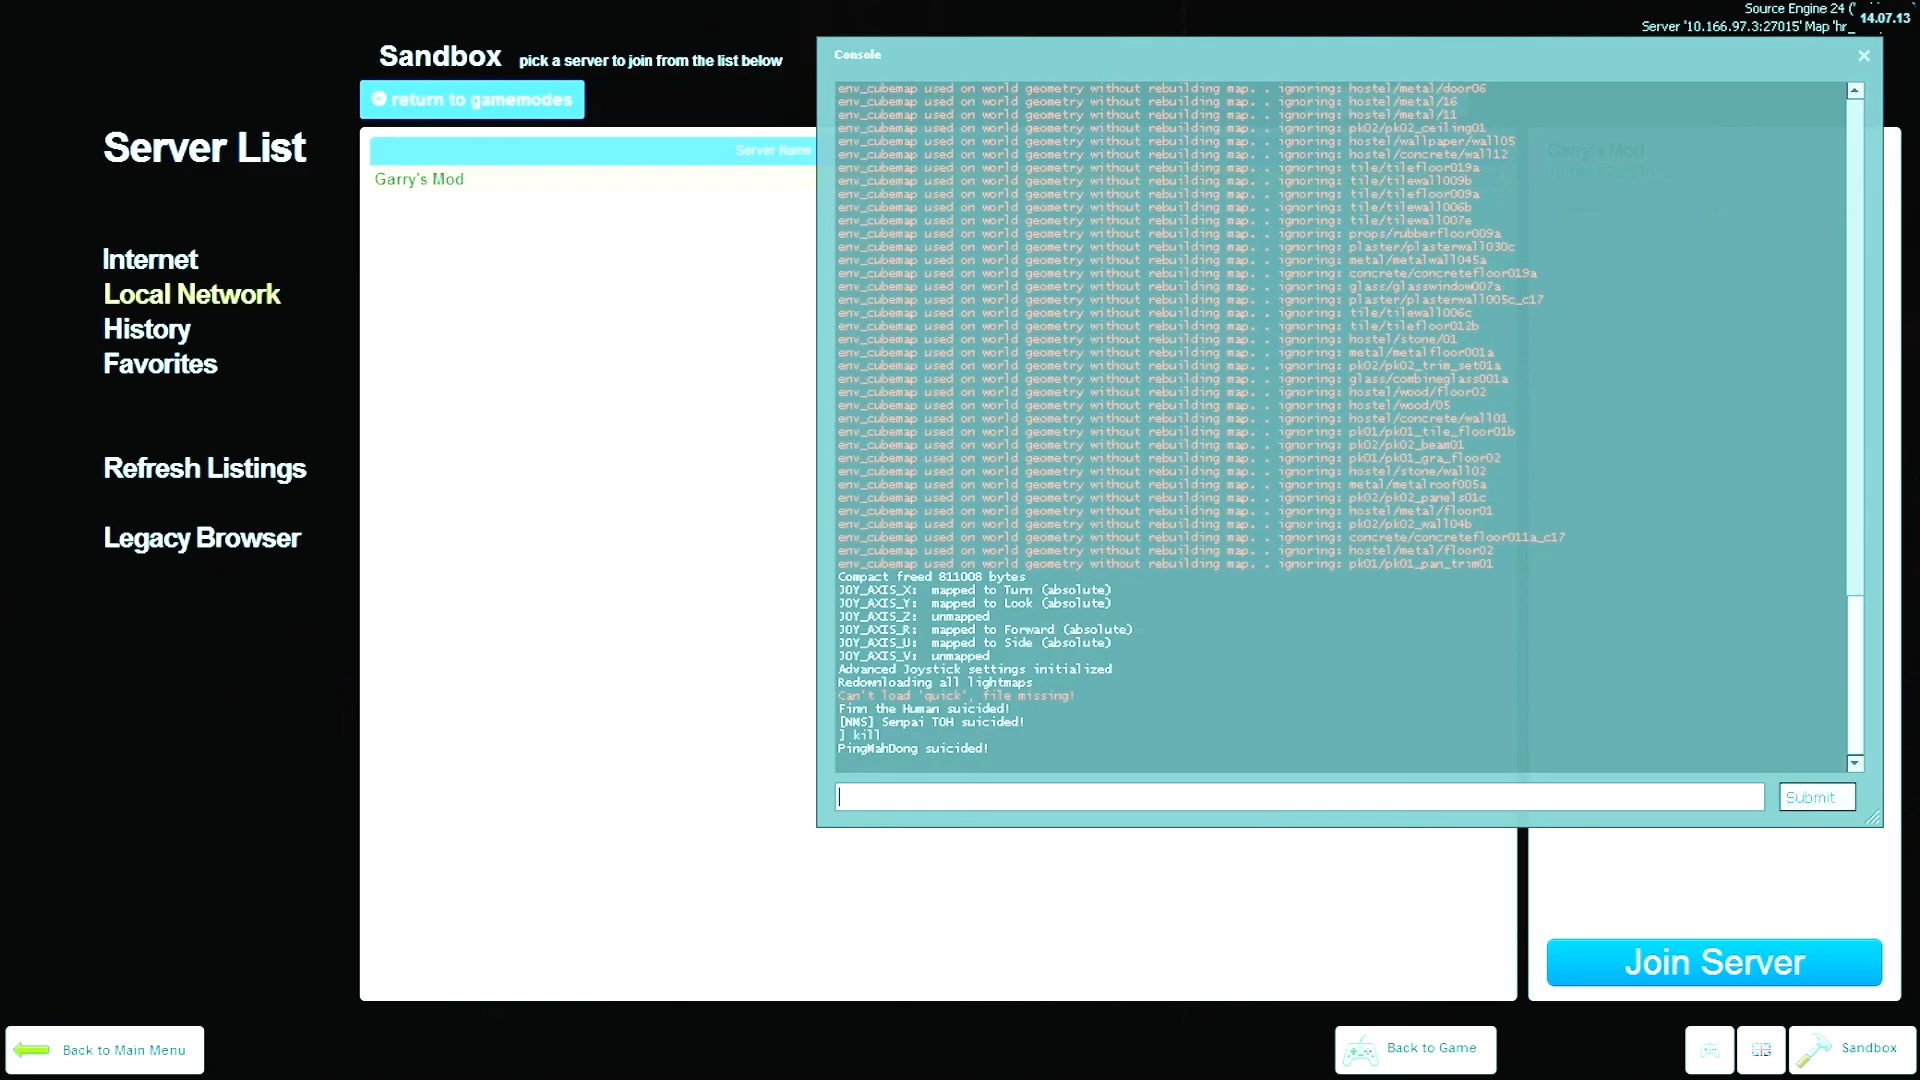 Source Engine 24 (
14.07.13
Server '10.166.97.3:27015' Map 'hr_
Sandbox pick a server to join from the list below
return to gamemodes
Server List
Internet
Local Network
History
Favorites
Refresh Listings
Legacy Browser
Server Name
Garry's Mod
Garry's Mod
Console
env_cubemap used on world geometry without rebuilding map. . ignoring: hostel/metal/door06
env_cubemap used on world geometry without rebuilding map. . ignoring: hostel/metal/16
env_cubemap used on world geometry without rebuilding map. . ignoring: hostel/metal/11
env_cubemap used on world geometry without rebuilding map. . ignoring: pk02/pk02_ceiling01
env_cubemap used on world geometry without rebuilding map. . ignoring: hostel/wallpaper/wall05
env_cubemap used on world geometry without rebuilding map. . ignoring: hostel/concrete/wall12
env_cubemap used on world geometry without rebuilding map. . ignoring: tile/tilefloor019a
env_cubemap used on world geometry without rebuilding map. . ignoring: tile/tilewall009b
env_cubemap used on world geometry without rebuilding map. . ignoring: tile/tilefloor009a
env_cubemap used on world geometry without rebuilding map. . ignoring: tile/tilewall006b
env_cubemap used on world geometry without rebuilding map. . ignoring: tile/tilewall007e
env_cubemap used on world geometry without rebuilding map. . ignoring: props/rubberfloor009a
env_cubemap used on world geometry without rebuilding map. . ignoring: plaster/plasterwall030c
env_cubemap used on world geometry without rebuilding map. . ignoring: metal/metalwall045a
env_cubemap used on world geometry without rebuilding map. . ignoring: concrete/concretefloor019a
env_cubemap used on world geometry without rebuilding map. . ignoring: glass/glasswindow007a
env_cubemap used on world geometry without rebuilding map. . ignoring: plaster/plasterwall005c_c17
env_cubemap used on world geometry without rebuilding map. . ignoring: tile/tilewall006c
env_cubemap used on world geometry without rebuilding map. . ignoring: tile/tilefloor012b
env_cubemap used on world geometry without rebuilding map. . ignoring: hostel/stone/01
env_cubemap used on world geometry without rebuilding map. . ignoring: metal/metalfloor001a
env_cubemap used on world geometry without rebuilding map. . ignoring: pk02/pk02_trim_set01a
env_cubemap used on world geometry without rebuilding map. . ignoring: glass/combineglass001a
env_cubemap used on world geometry without rebuilding map. . ignoring: hostel/wood/floor02
env_cubemap used on world geometry without rebuilding map. . ignoring: hostel/wood/05
env_cubemap used on world geometry without rebuilding map. . ignoring: hostel/concrete/wall01
env_cubemap used on world geometry without rebuilding map. . ignoring: pk01/pk01_tile_floor01b
env_cubemap used on world geometry without rebuilding map. . ignoring: pk02/pk02_beam01
env_cubemap used on world geometry without rebuilding map. . ignoring: pk01/pk01_gra_floor02
env_cubemap used on world geometry without rebuilding map. . ignoring: hostel/stone/wall02
env_cubemap used on world geometry without rebuilding map. . ignoring: metal/metalroof005a
env_cubemap used on world geometry without rebuilding map. . ignoring: pk02/pk02_panels01c
env_cubemap used on world geometry without rebuilding map. . ignoring: hostel/metal/floor01
env_cubemap used on world geometry without rebuilding map. . ignoring: pk02/pk02_wall04b
env_cubemap used on world geometry without rebuilding map. . ignoring: concrete/concretefloor011a_c17
env_cubemap used on world geometry without rebuilding map. . ignoring: hostel/metal/floor02
env_cubemap used on world geometry without rebuilding map. . ignoring: pk01/pk01_pan_trim01
Compact freed 811008 bytes
JOY_AXIS_X: mapped to Turn (absolute)
JOY_AXIS_Y: mapped to Look (absolute)
JOY_AXIS_Z: unmapped
JOY_AXIS_R: mapped to Forward (absolute)
JOY_AXIS_U: mapped to Side (absolute)
JOY_AXIS_V: unmapped
Advanced Joystick settings initialized
Redownloading all lightmaps
Can't load 'quick', file missing!
Finn the Human suicided!
[NMS] Senpai TOH suicided!
] kill
PingMahDong suicided!
Submit
Join Server
Back to Main Menu
Back to Game
Sandbox